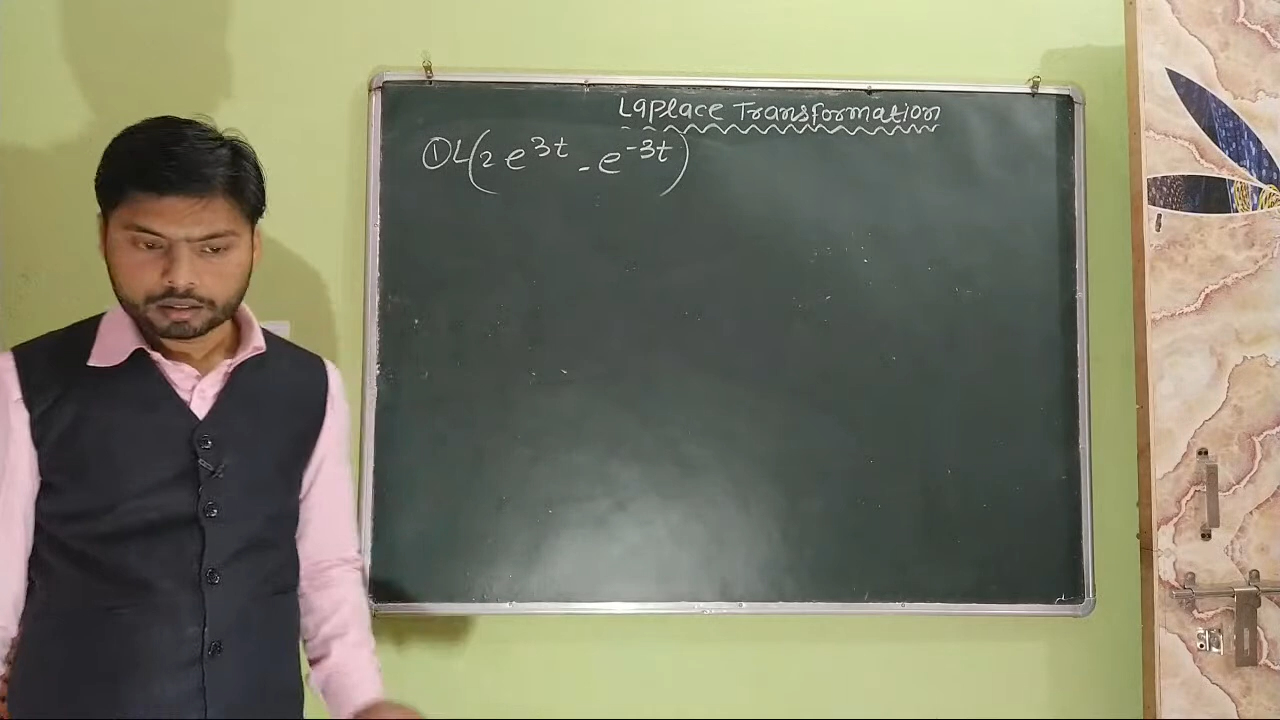 Laplace Transformation
① L(2e^{3t} - e^{-3t})